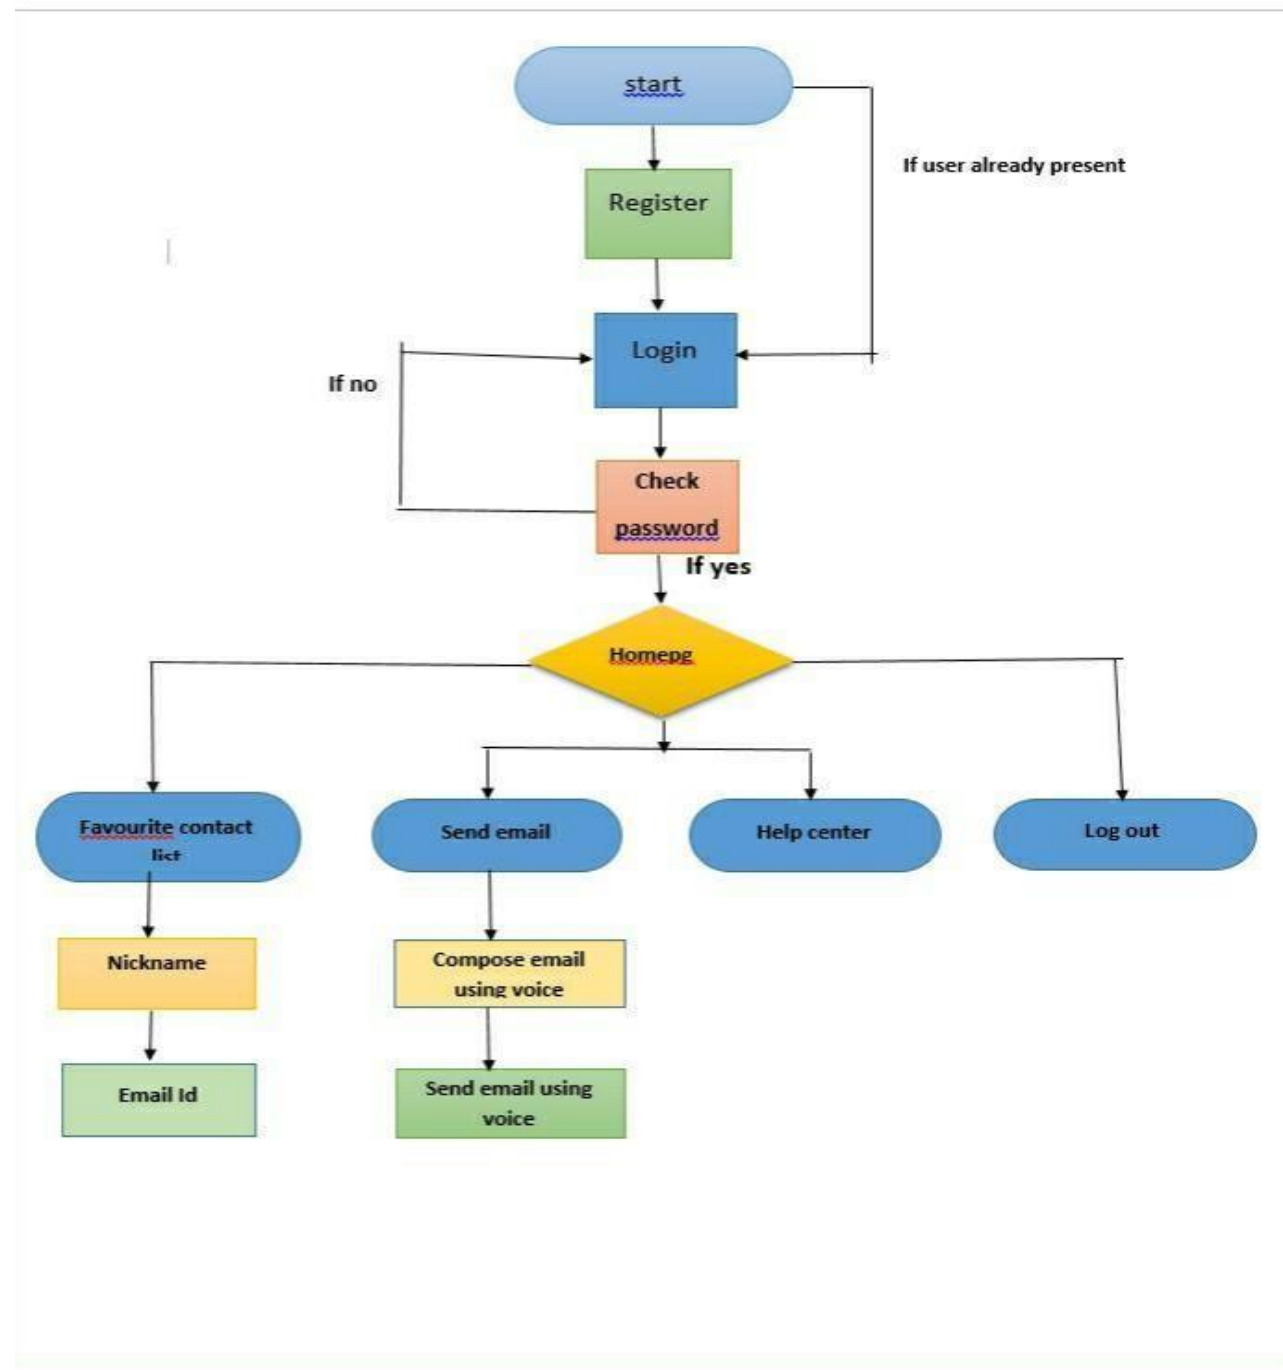 start
If user already present
Register
Login
If no
Check
password
If yes
Homepg
Favourite contact
list
Send email
Help center
Log out
Nickname
Compose email
using voice
Email Id
Send email using
voice